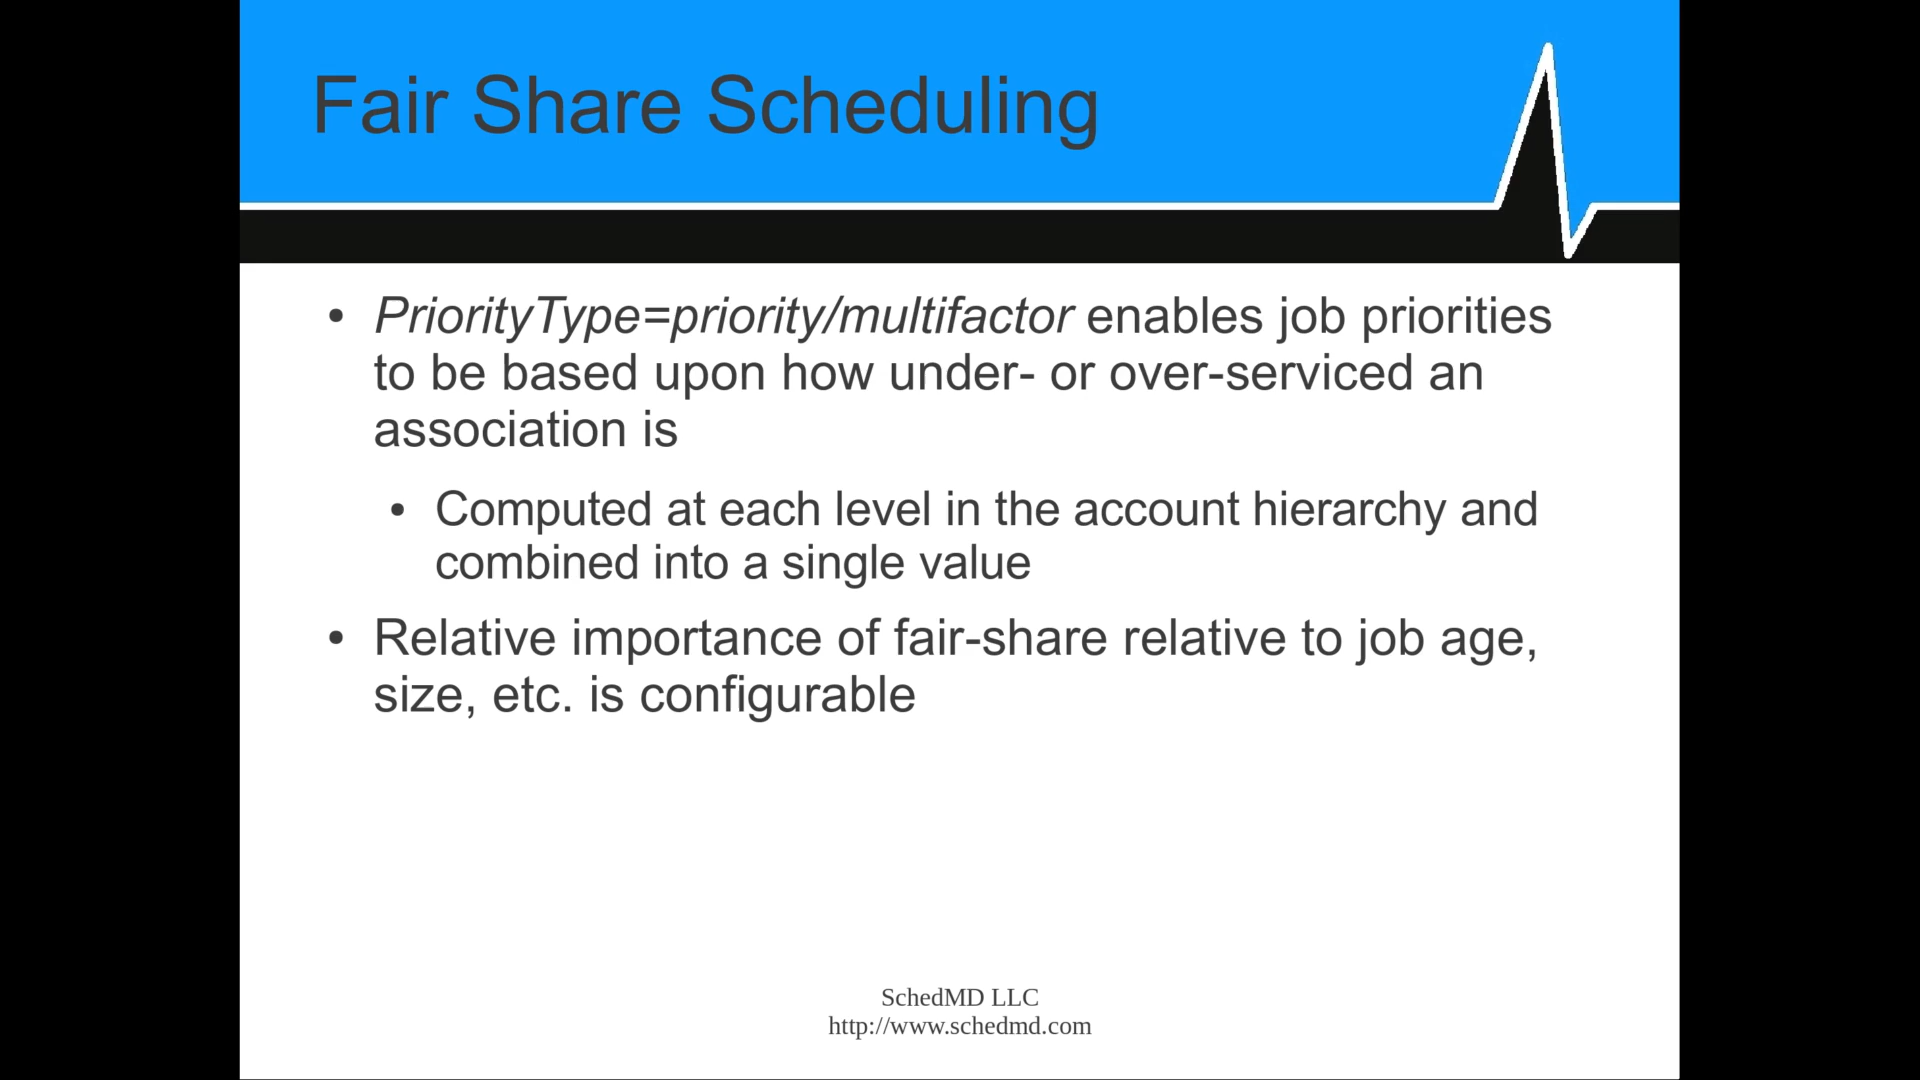 Fair Share Scheduling
• PriorityType=priority/multifactor enables job priorities
to be based upon how under- or over-serviced an
association is
• Computed at each level in the account hierarchy and
combined into a single value
• Relative importance of fair-share relative to job age,
size, etc. is configurable
SchedMD LLC
http://www.schedmd.com